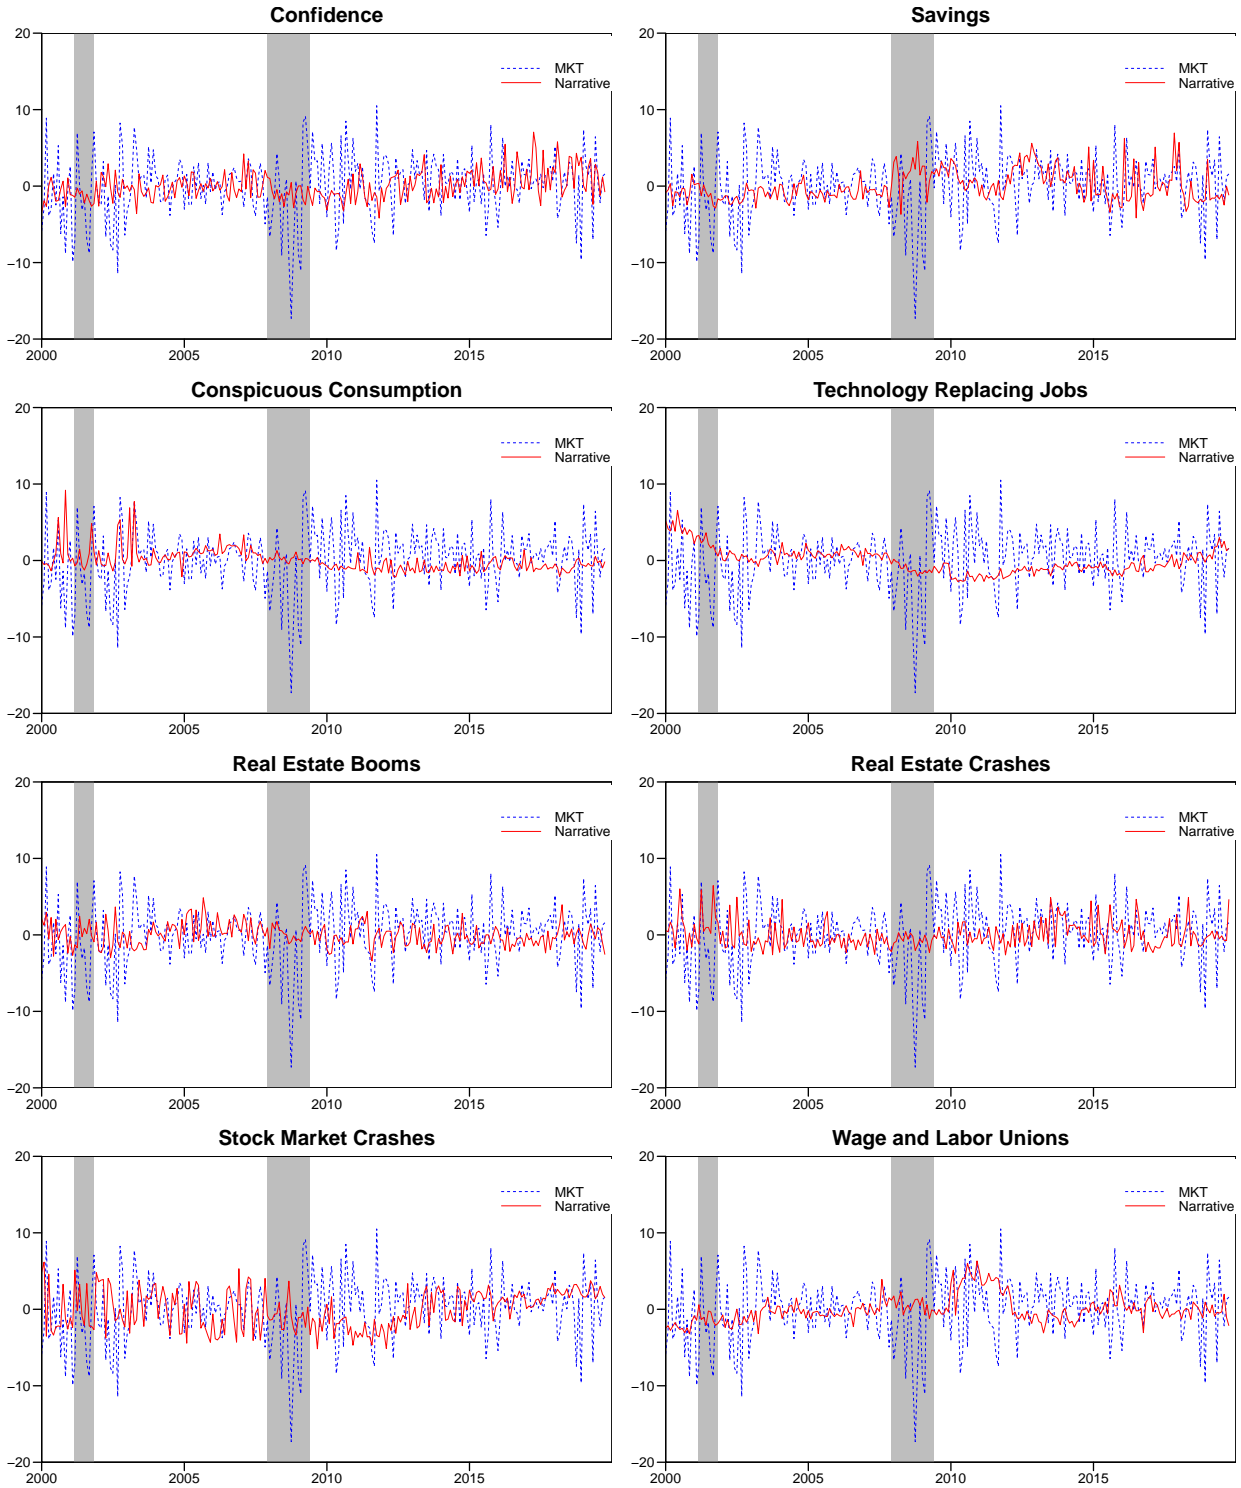 Confidence
20
10
0
−10
−20
2000 2005 2010 2015
MKT
Narrative
Savings
20
10
0
−10
−20
2000 2005 2010 2015
MKT
Narrative
Conspicuous Consumption
20
10
0
−10
−20
2000 2005 2010 2015
MKT
Narrative
Technology Replacing Jobs
20
10
0
−10
−20
2000 2005 2010 2015
MKT
Narrative
Real Estate Booms
20
10
0
−10
−20
2000 2005 2010 2015
MKT
Narrative
Real Estate Crashes
20
10
0
−10
−20
2000 2005 2010 2015
MKT
Narrative
Stock Market Crashes
20
10
0
−10
−20
2000 2005 2010 2015
MKT
Narrative
Wage and Labor Unions
20
10
0
−10
−20
2000 2005 2010 2015
MKT
Narrative